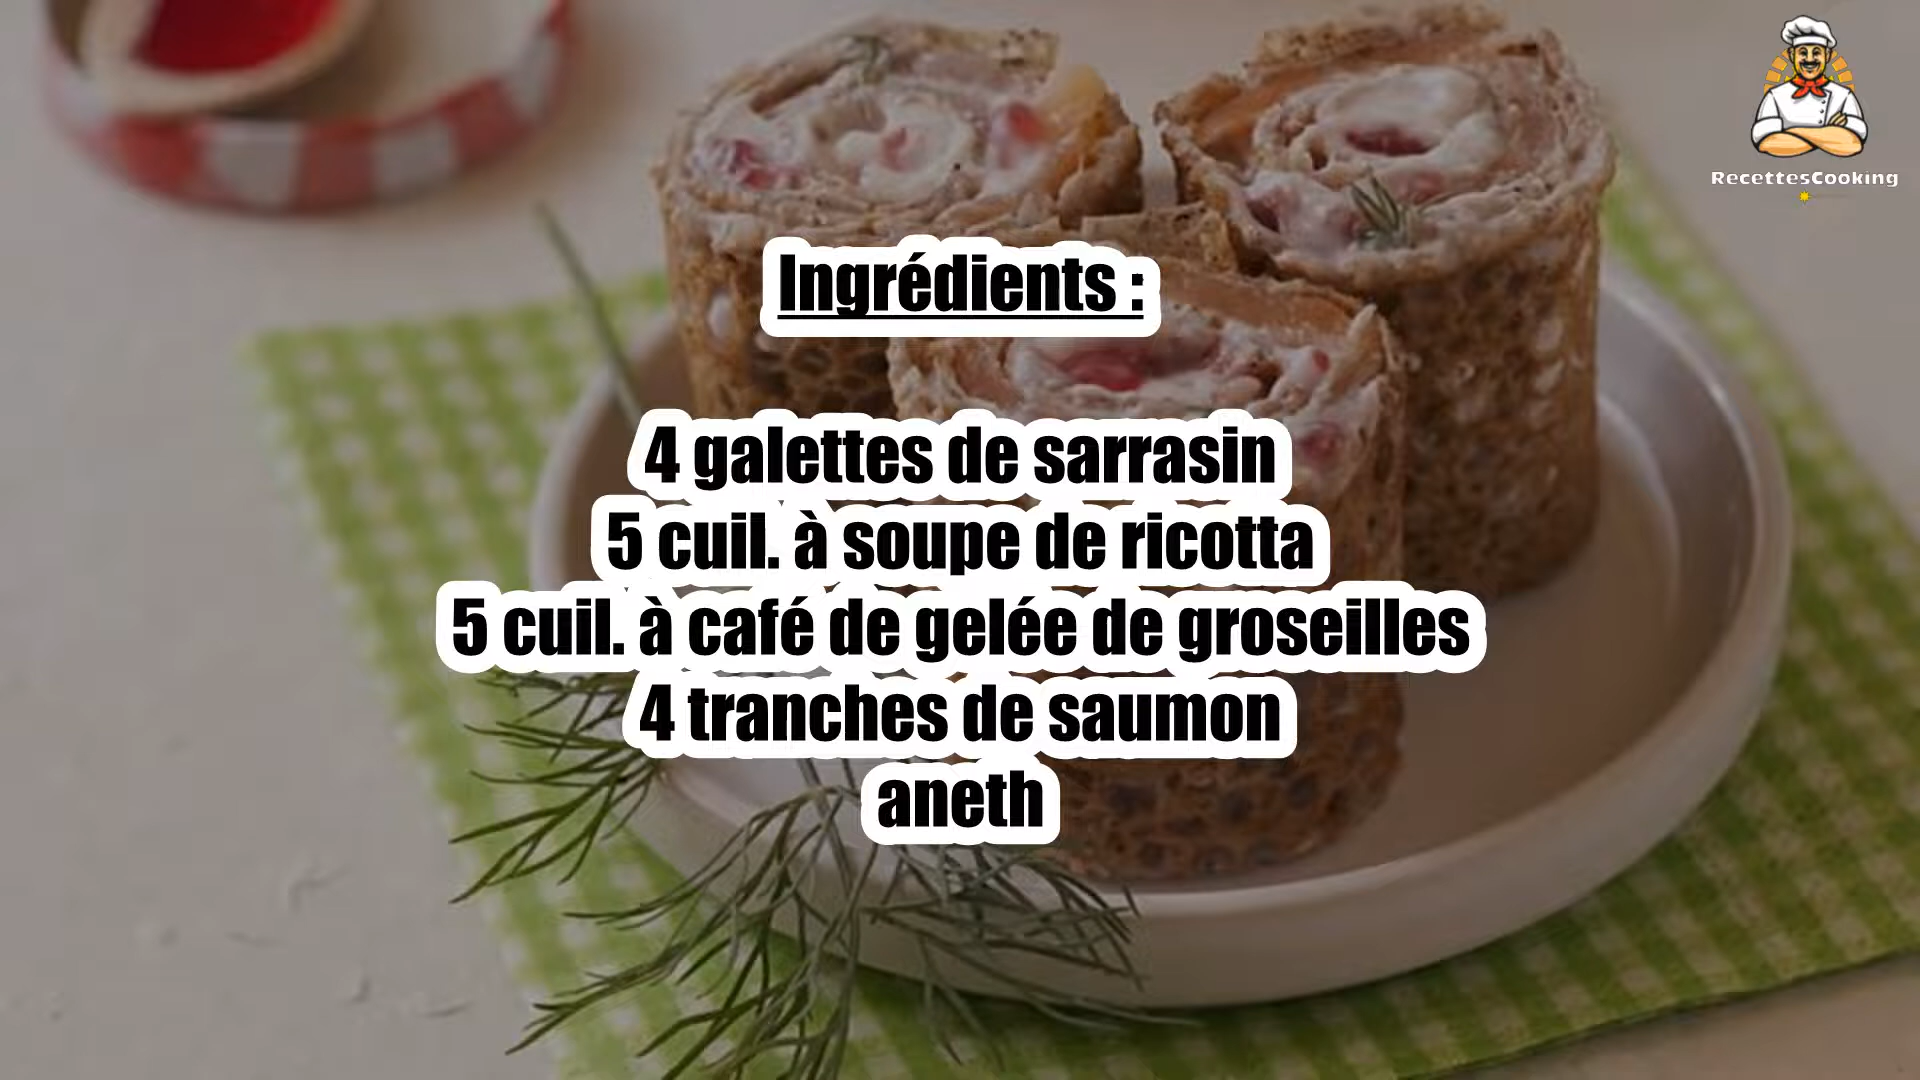 RecettesCooking
Ingrédients :
4 galettes de sarrasin
5 cuil. à soupe de ricotta
5 cuil. à café de gelée de groseilles
4 tranches de saumon
aneth